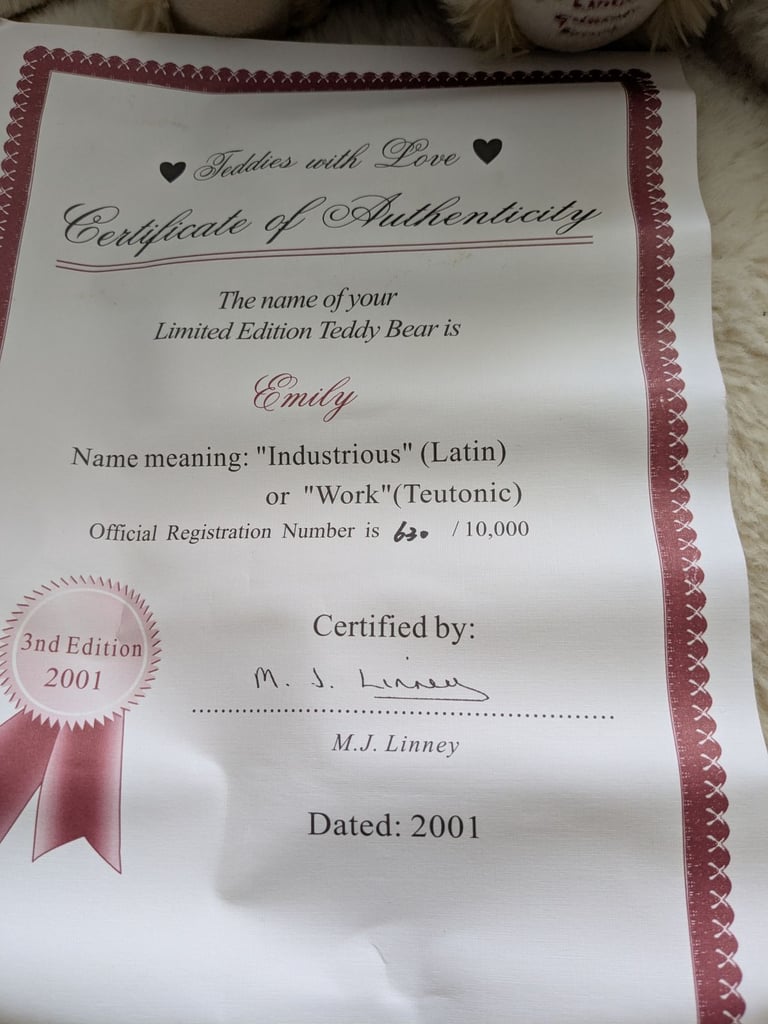 Teddies with Love
Certificate of Authenticity
The name of your
Limited Edition Teddy Bear is
Emily
Name meaning: "Industrious" (Latin)
or "Work"(Teutonic)
Official Registration Number is 630 / 10,000
3nd Edition
2001
Certified by:
M. J. Linney
M.J. Linney
Dated: 2001